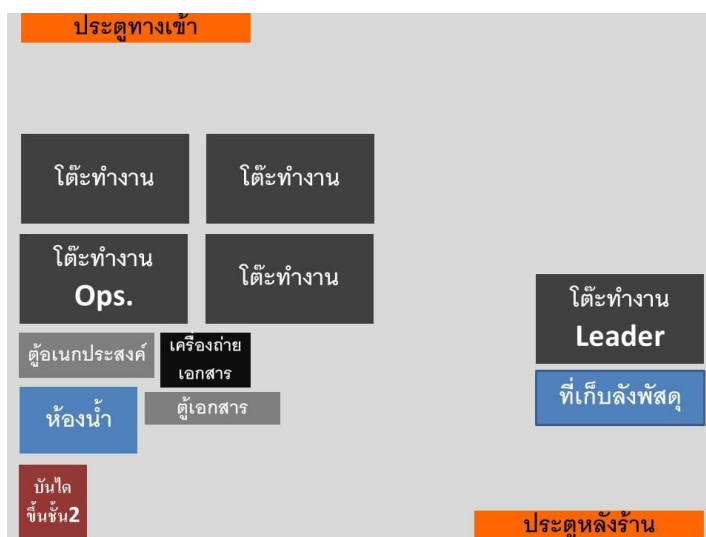 ประตูทางเข้า
โต๊ะทำงาน
โต๊ะทำงาน
โต๊ะทำงาน
Ops.
โต๊ะทำงาน
โต๊ะทำงาน
Leader
ตู้อเนกประสงค์
เครื่องถ่าย
เอกสาร
ที่เก็บลังพัสดุ
ห้องน้ำ
ตู้เอกสาร
บันได
ขึ้นชั้น2
ประตูหลังร้าน